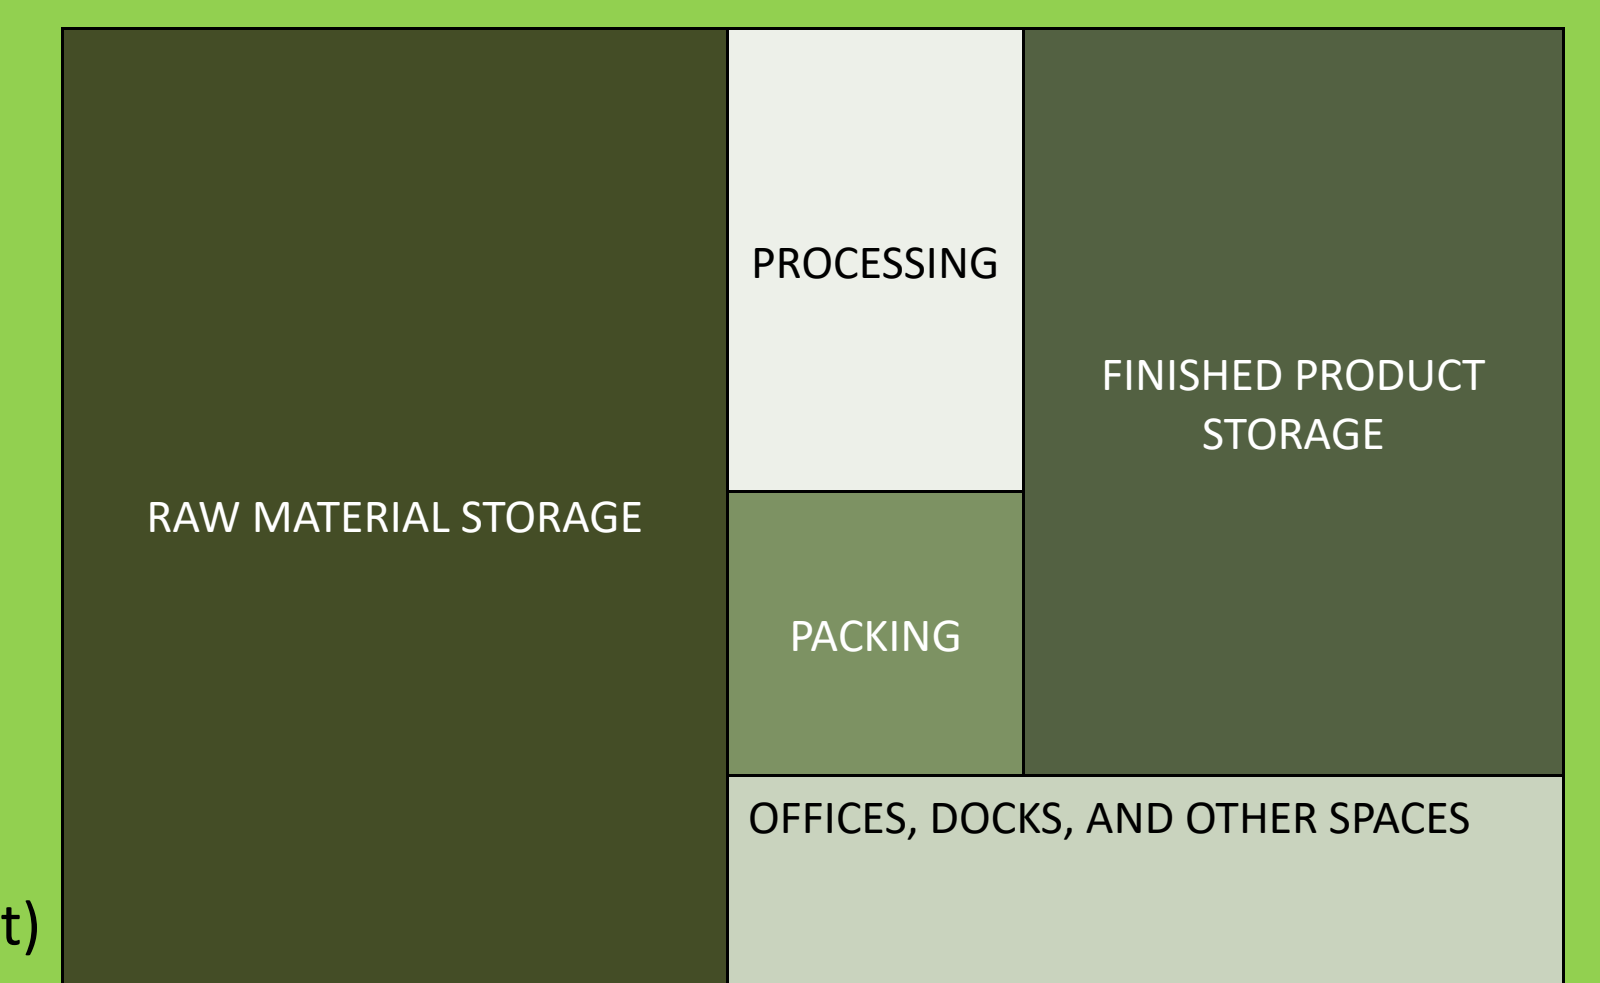 PROCESSING
FINISHED PRODUCT
STORAGE
RAW MATERIAL STORAGE
PACKING
OFFICES, DOCKS, AND OTHER SPACES
t)